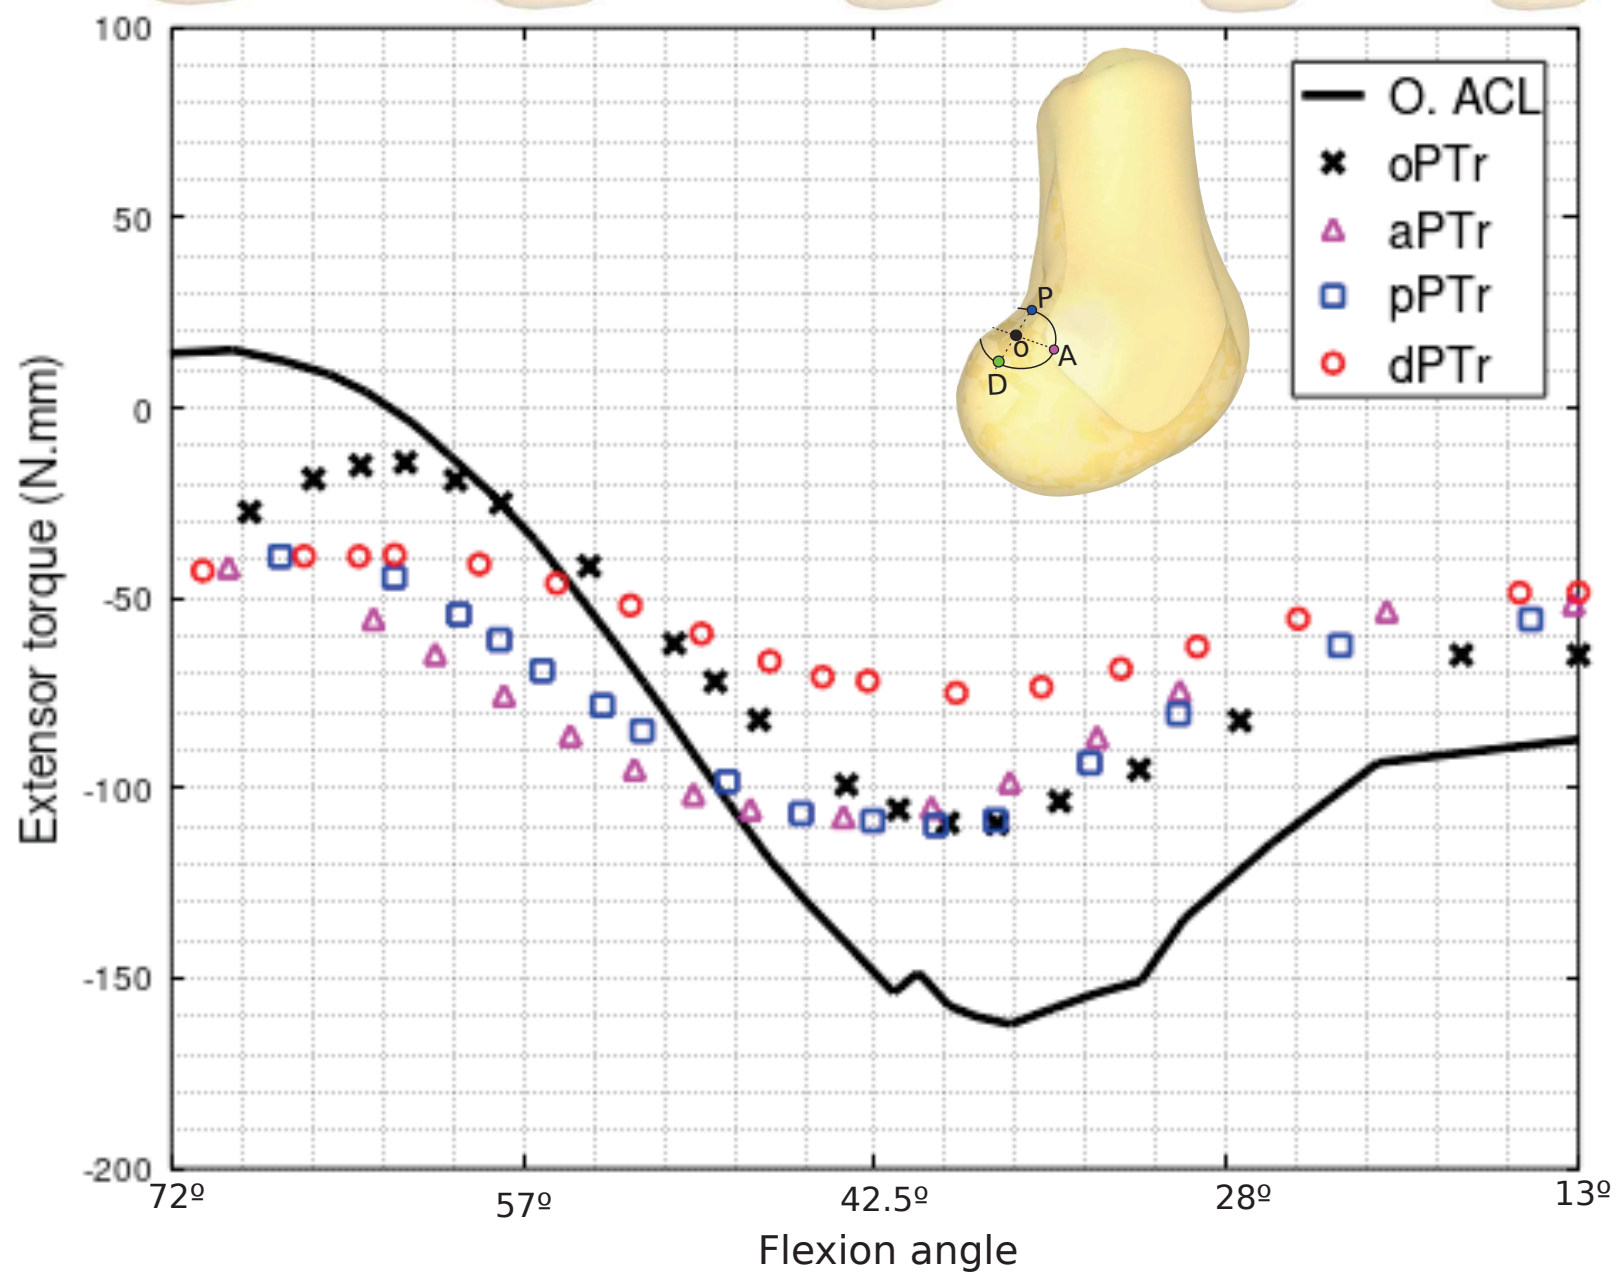 100
50
0
-50
-100
-150
-200
Extensor torque (N.mm)
O. ACL
oPTr
aPTr
pPTr
dPTr
P
o
A
D
72º
57º
42.5º
28º
13º
Flexion angle